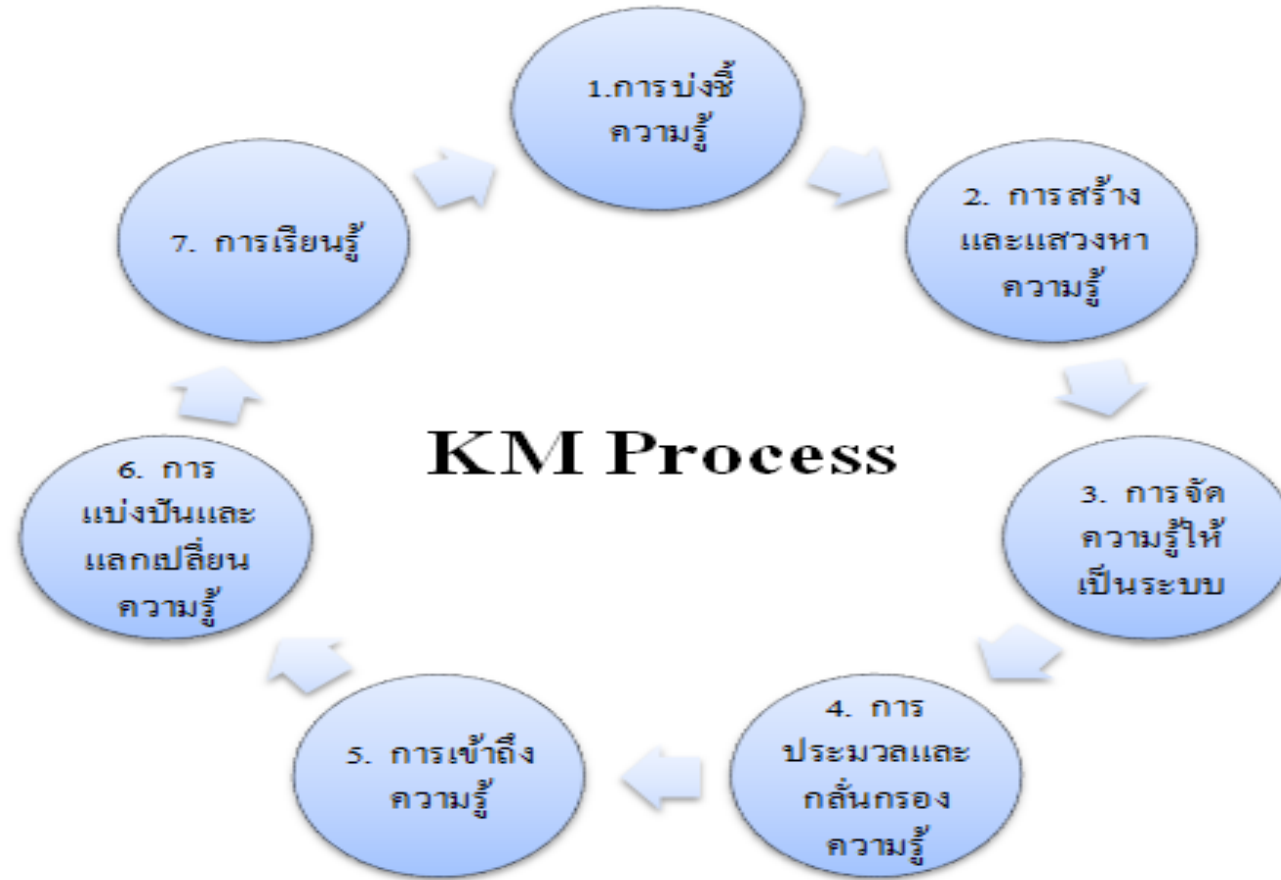 1.การบ่งชี้
ความรู้
2. การสร้าง
และแสวงหา
ความรู้
3. การจัด
ความรู้ให้
เป็นระบบ
4. การ
ประมวลและ
กลั่นกรอง
ความรู้
5. การเข้าถึง
ความรู้
6. การ
แบ่งปันและ
แลกเปลี่ยน
ความรู้
7. การเรียนรู้
KM Process